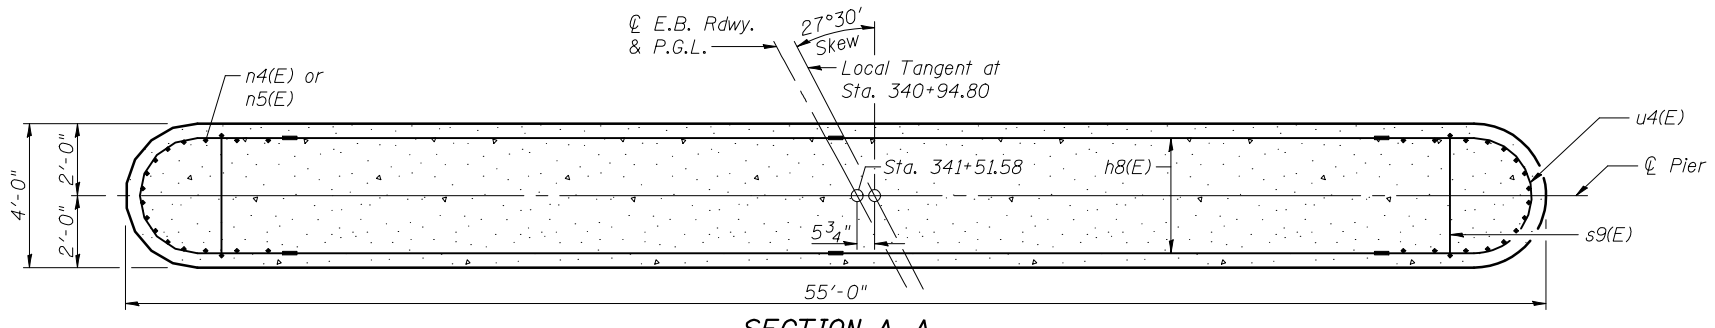 ℄ E.B. Rdwy.
& P.G.L.
27°30'
Skew
Local Tangent at
Sta. 340+94.80
n4(E) or
n5(E)
u4(E)
4'-0"
2'-0"
2'-0"
Sta. 341+51.58
h8(E)
℄ Pier
5¾"
s9(E)
55'-0"
SECTION A-A